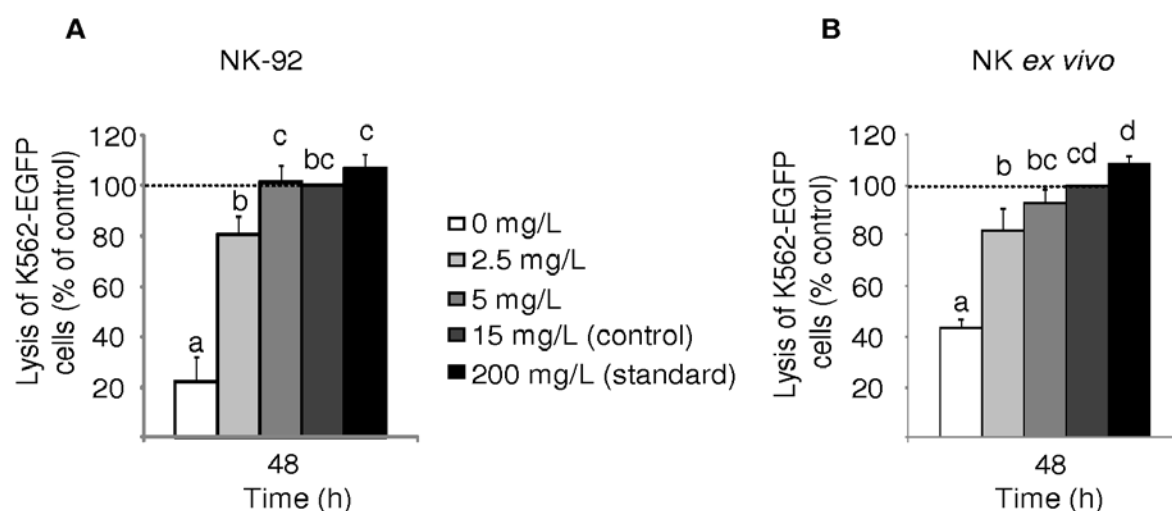 A
NK-92
Lysis of K562-EGFP
cells (% of control)
120
100
80
60
40
20
a
b
c
bc
c
48
Time (h)
0 mg/L
2.5 mg/L
5 mg/L
15 mg/L (control)
200 mg/L (standard)
B
NK ex vivo
Lysis of K562-EGFP
cells (% control)
120
100
80
60
40
20
a
b
bc
cd
d
48
Time (h)